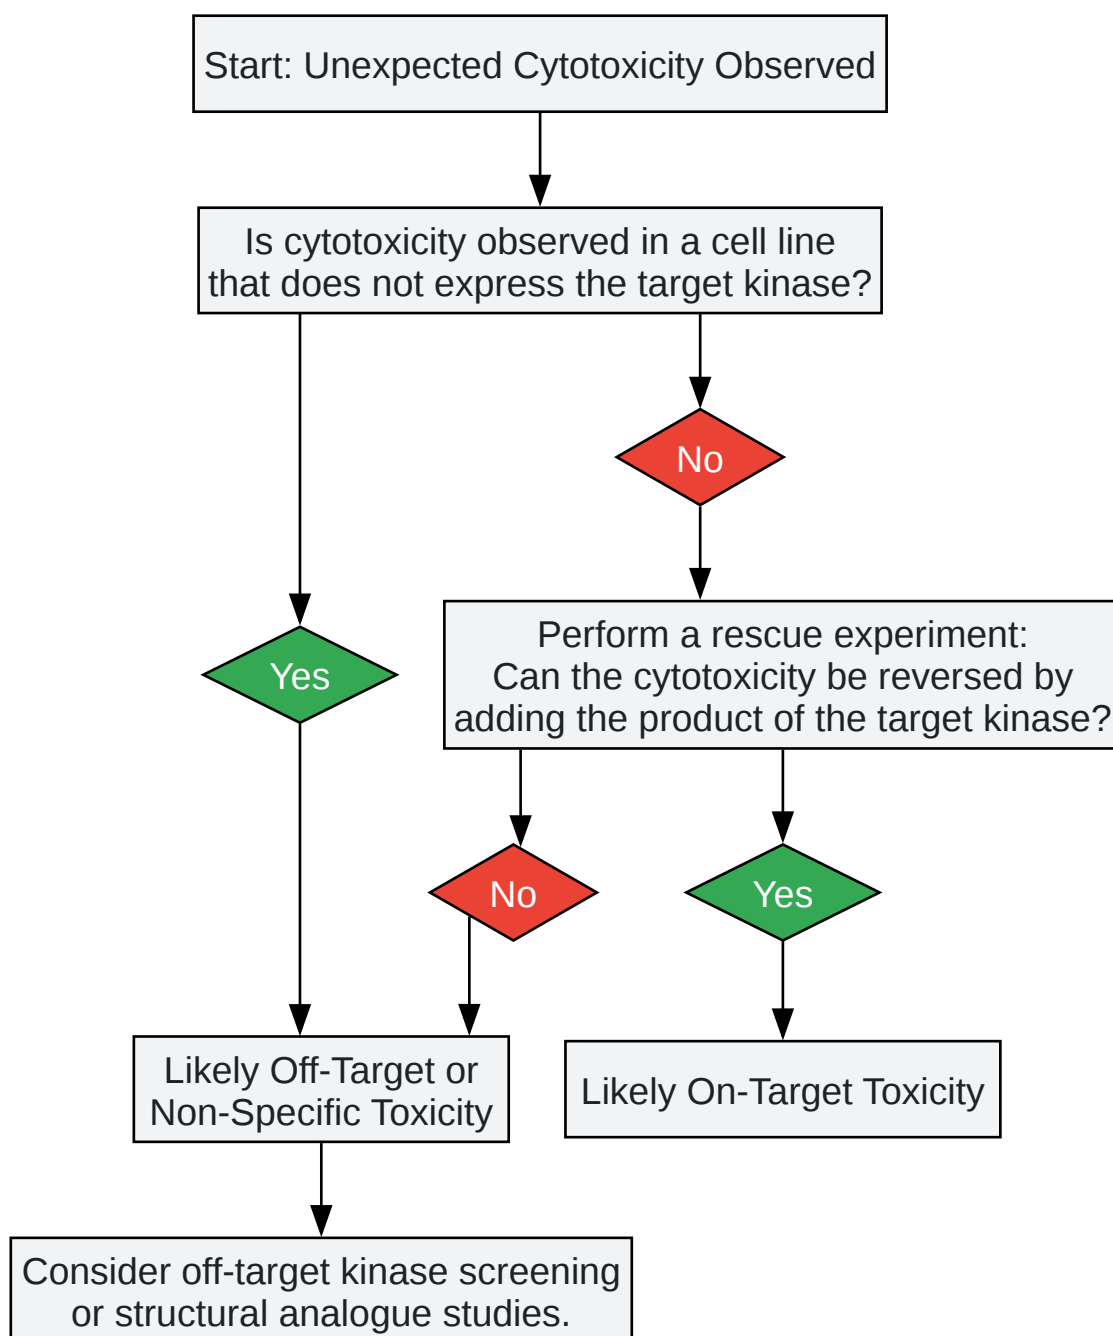 Start: Unexpected Cytotoxicity Observed
Is cytotoxicity observed in a cell line
that does not express the target kinase?
No
Yes
Perform a rescue experiment:
Can the cytotoxicity be reversed by
adding the product of the target kinase?
No
Yes
Likely Off-Target or
Non-Specific Toxicity
Likely On-Target Toxicity
Consider off-target kinase screening
or structural analogue studies.